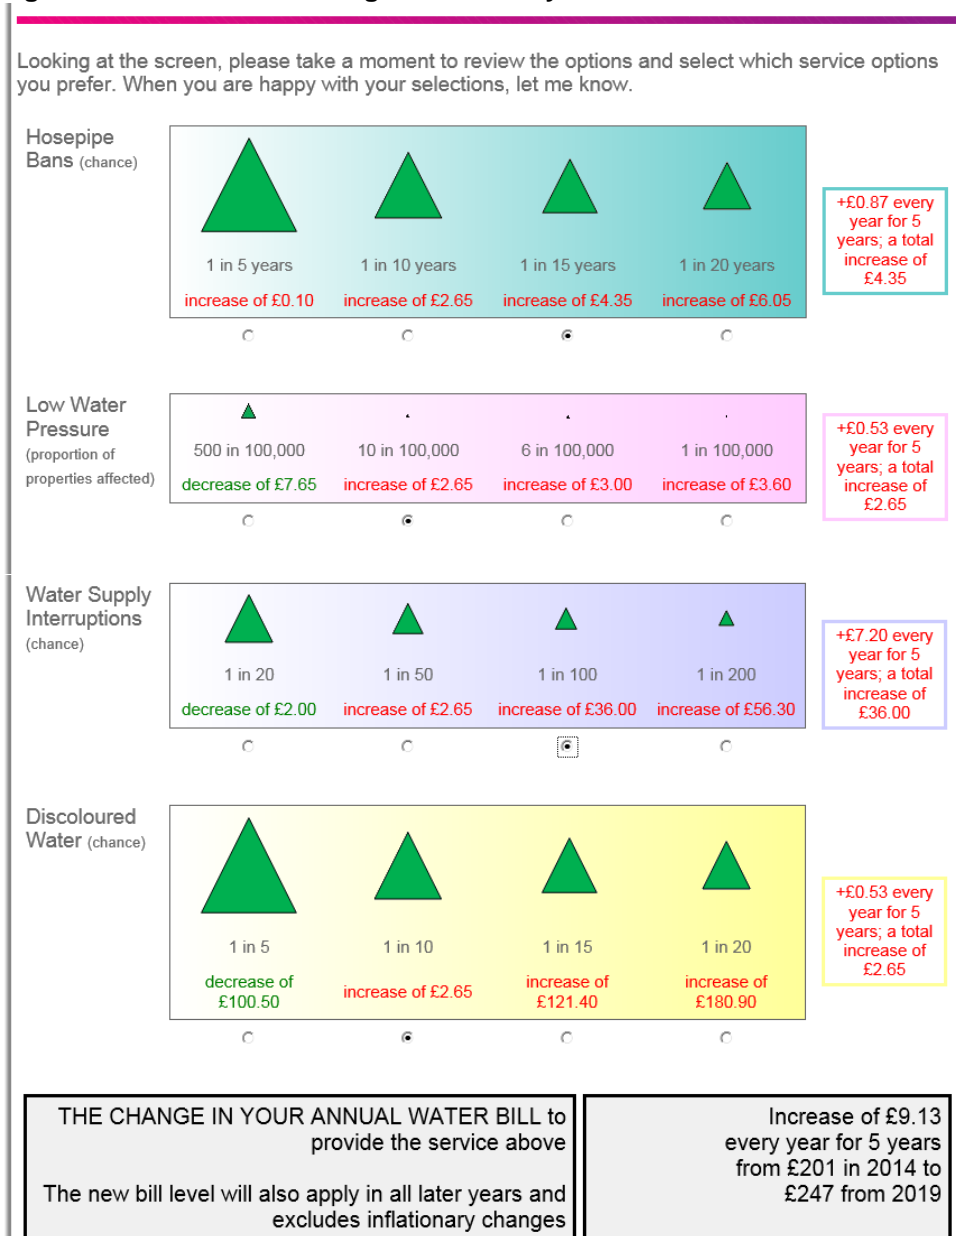 Looking at the screen, please take a moment to review the options and select which service options
you prefer. When you are happy with your selections, let me know.
Hosepipe
Bans (chance)
1 in 5 years
1 in 10 years
1 in 15 years
1 in 20 years
increase of £0.10
increase of £2.65
increase of £4.35
increase of £6.05
+£0.87 every
year for 5
years; a total
increase of
£4.35
Low Water
Pressure
(proportion of
properties affected)
500 in 100,000
10 in 100,000
6 in 100,000
1 in 100,000
decrease of £7.65
increase of £2.65
increase of £3.00
increase of £3.60
+£0.53 every
year for 5
years; a total
increase of
£2.65
Water Supply
Interruptions
(chance)
1 in 20
1 in 50
1 in 100
1 in 200
decrease of £2.00
increase of £2.65
increase of £36.00
increase of £56.30
+£7.20 every
year for 5
years; a total
increase of
£36.00
Discoloured
Water (chance)
1 in 5
1 in 10
1 in 15
1 in 20
decrease of
£100.50
increase of £2.65
increase of
£121.40
increase of
£180.90
+£0.53 every
year for 5
years; a total
increase of
£2.65
THE CHANGE IN YOUR ANNUAL WATER BILL to
provide the service above
The new bill level will also apply in all later years and
excludes inflationary changes
Increase of £9.13
every year for 5 years
from £201 in 2014 to
£247 from 2019